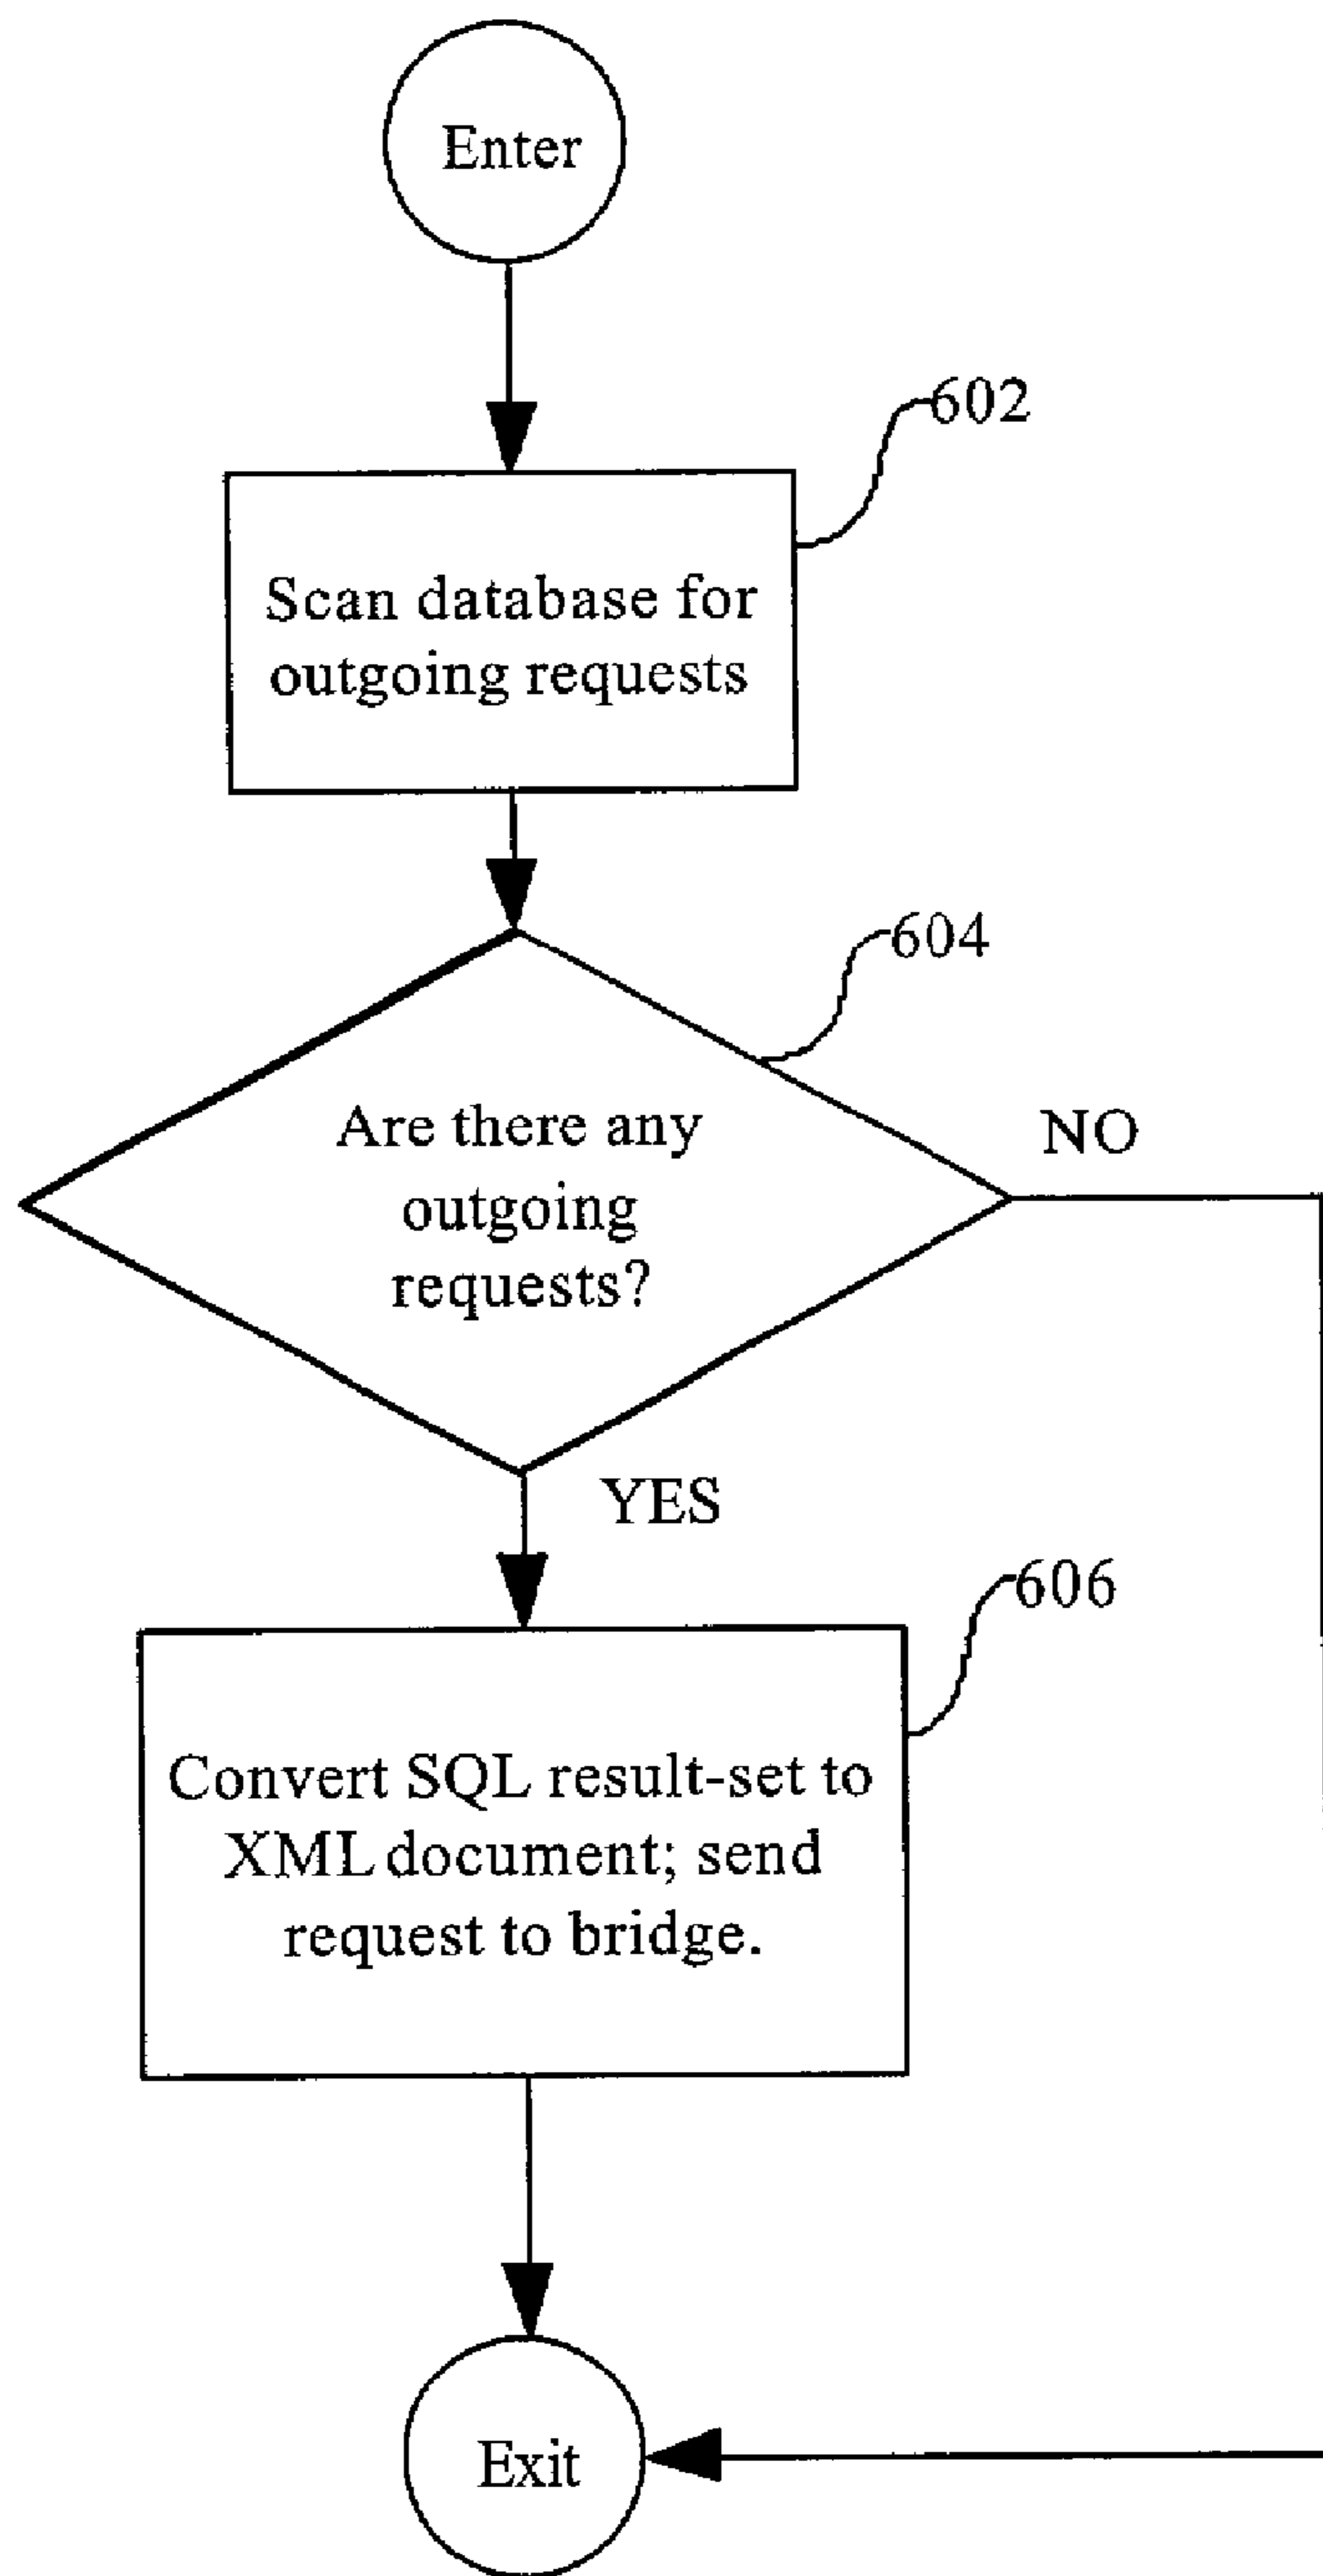 Enter
602
Scan database for
outgoing requests
604
Are there any
outgoing
requests?
NO
YES
606
Convert SQL result-set to
XML document; send
request to bridge.
Exit